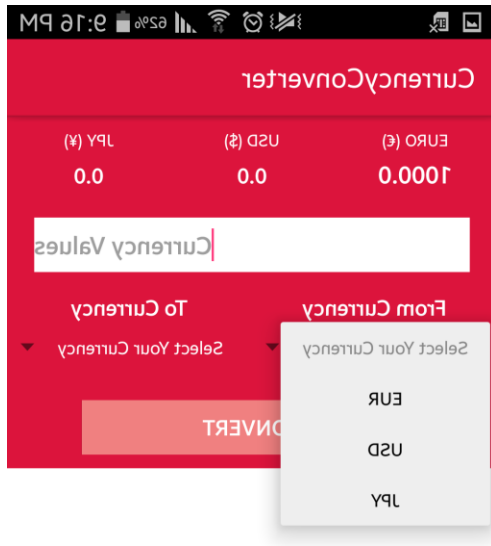 62% 9:16 PM
CurrencyConverter
EURO (€) USD ($) JPY (¥)
1000.0 0.0 0.0
Currency Values
From Currency To Currency
Select Your Currency Select Your Currency
EUR
USD
JPY